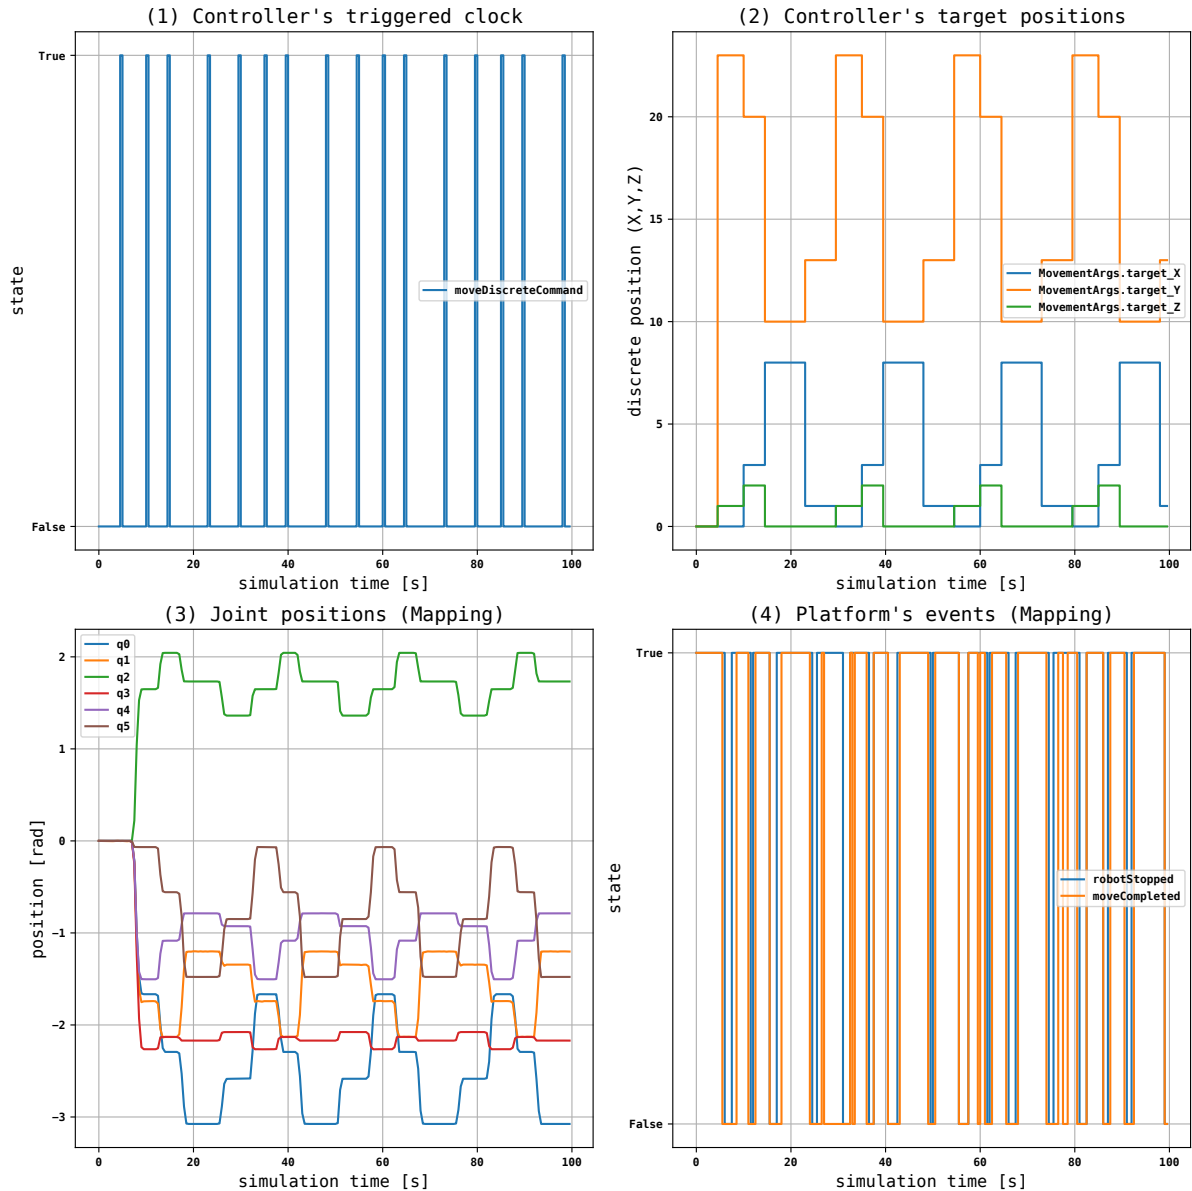 (1) Controller's triggered clock
True
False
state
moveDiscreteCommand
0 20 40 60 80 100
simulation time [s]
(2) Controller's target positions
20
15
10
5
0
discrete position (X,Y,Z)
MovementArgs.target_X
MovementArgs.target_Y
MovementArgs.target_Z
0 20 40 60 80 100
simulation time [s]
(3) Joint positions (Mapping)
q0
q1
q2
q3
q4
q5
2
1
0
−1
−2
−3
position [rad]
0 20 40 60 80 100
simulation time [s]
(4) Platform's events (Mapping)
True
False
state
robotStopped
moveCompleted
0 20 40 60 80 100
simulation time [s]